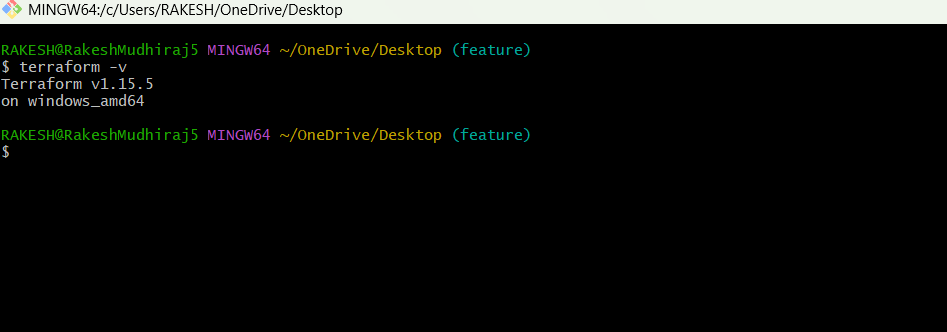 MINGW64:/c/Users/RAKESH/OneDrive/Desktop
RAKESH@RakeshMudhiraj5 MINGW64 ~/OneDrive/Desktop (feature)
$ terraform -v
Terraform v1.15.5
on windows_amd64
RAKESH@RakeshMudhiraj5 MINGW64 ~/OneDrive/Desktop (feature)
$